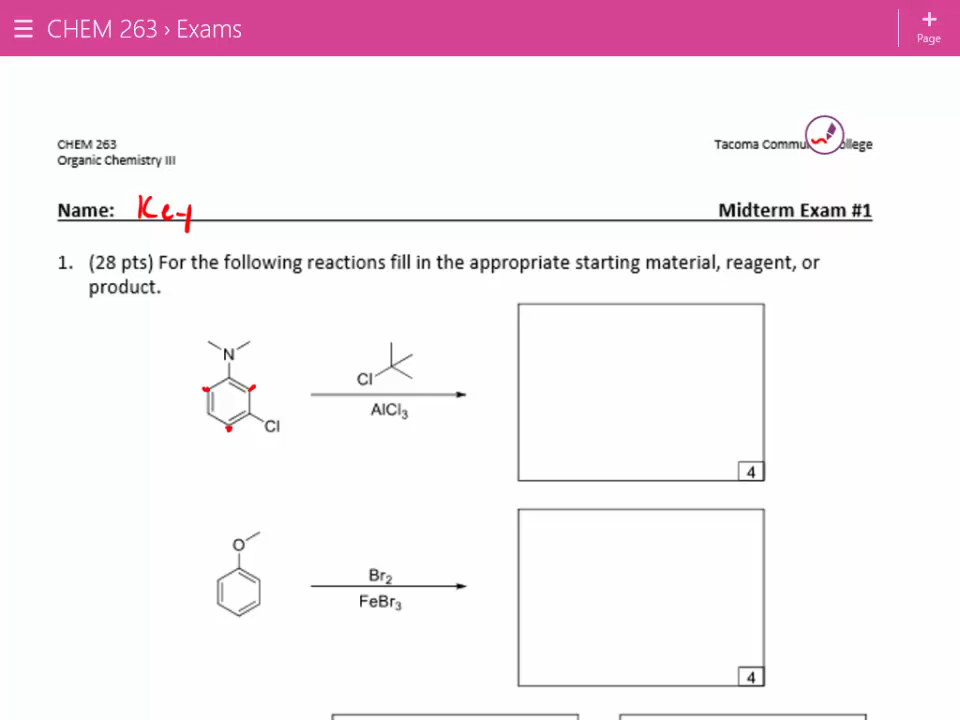 ☰ CHEM 263 › Exams
+ Page
CHEM 263
Organic Chemistry III
Tacoma Commu llege
Name: Key
Midterm Exam #1
1. (28 pts) For the following reactions fill in the appropriate starting material, reagent, or
product.
N
Cl
Cl
AlCl3
4
O
Br2
FeBr3
4